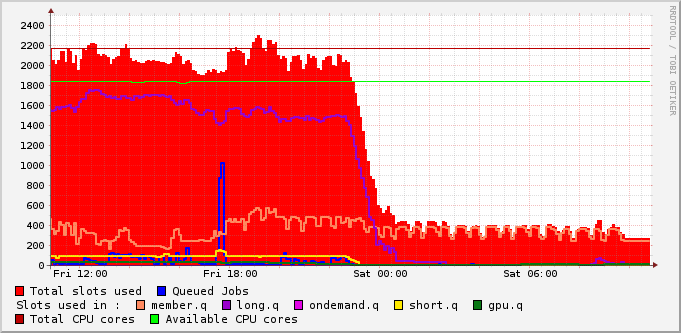 2400
2200
2000
1800
1600
1400
1200
1000
800
600
400
200
0
Fri 12:00 Fri 18:00 Sat 00:00 Sat 06:00
RRDTOOL / TOBI OETIKER
Total slots used Queued Jobs
Slots used in : member.q long.q ondemand.q short.q gpu.q
Total CPU cores Available CPU cores